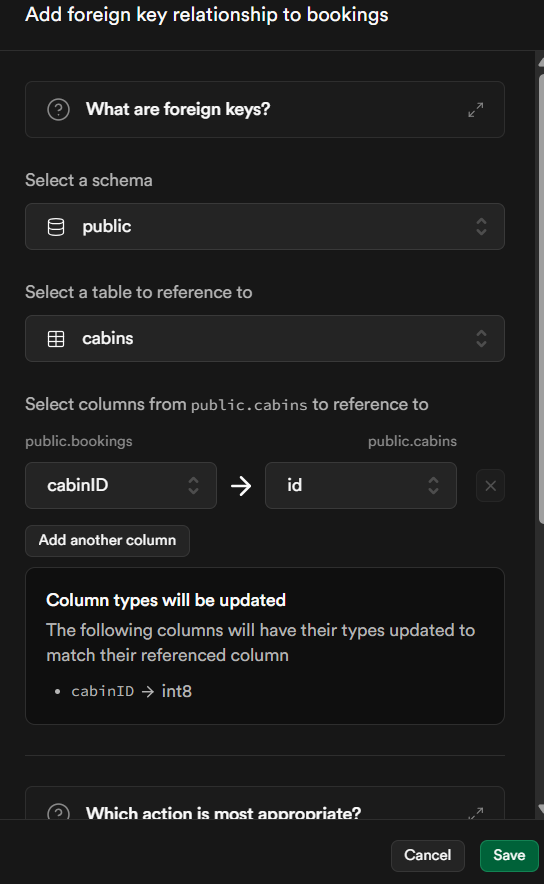 Add foreign key relationship to bookings
What are foreign keys?
Select a schema
public
Select a table to reference to
cabins
Select columns from public.cabins to reference to
public.bookings public.cabins
cabinID → id
Add another column
Column types will be updated
The following columns will have their types updated to
match their referenced column
• cabinID → int8
Which action is most appropriate?
Cancel Save